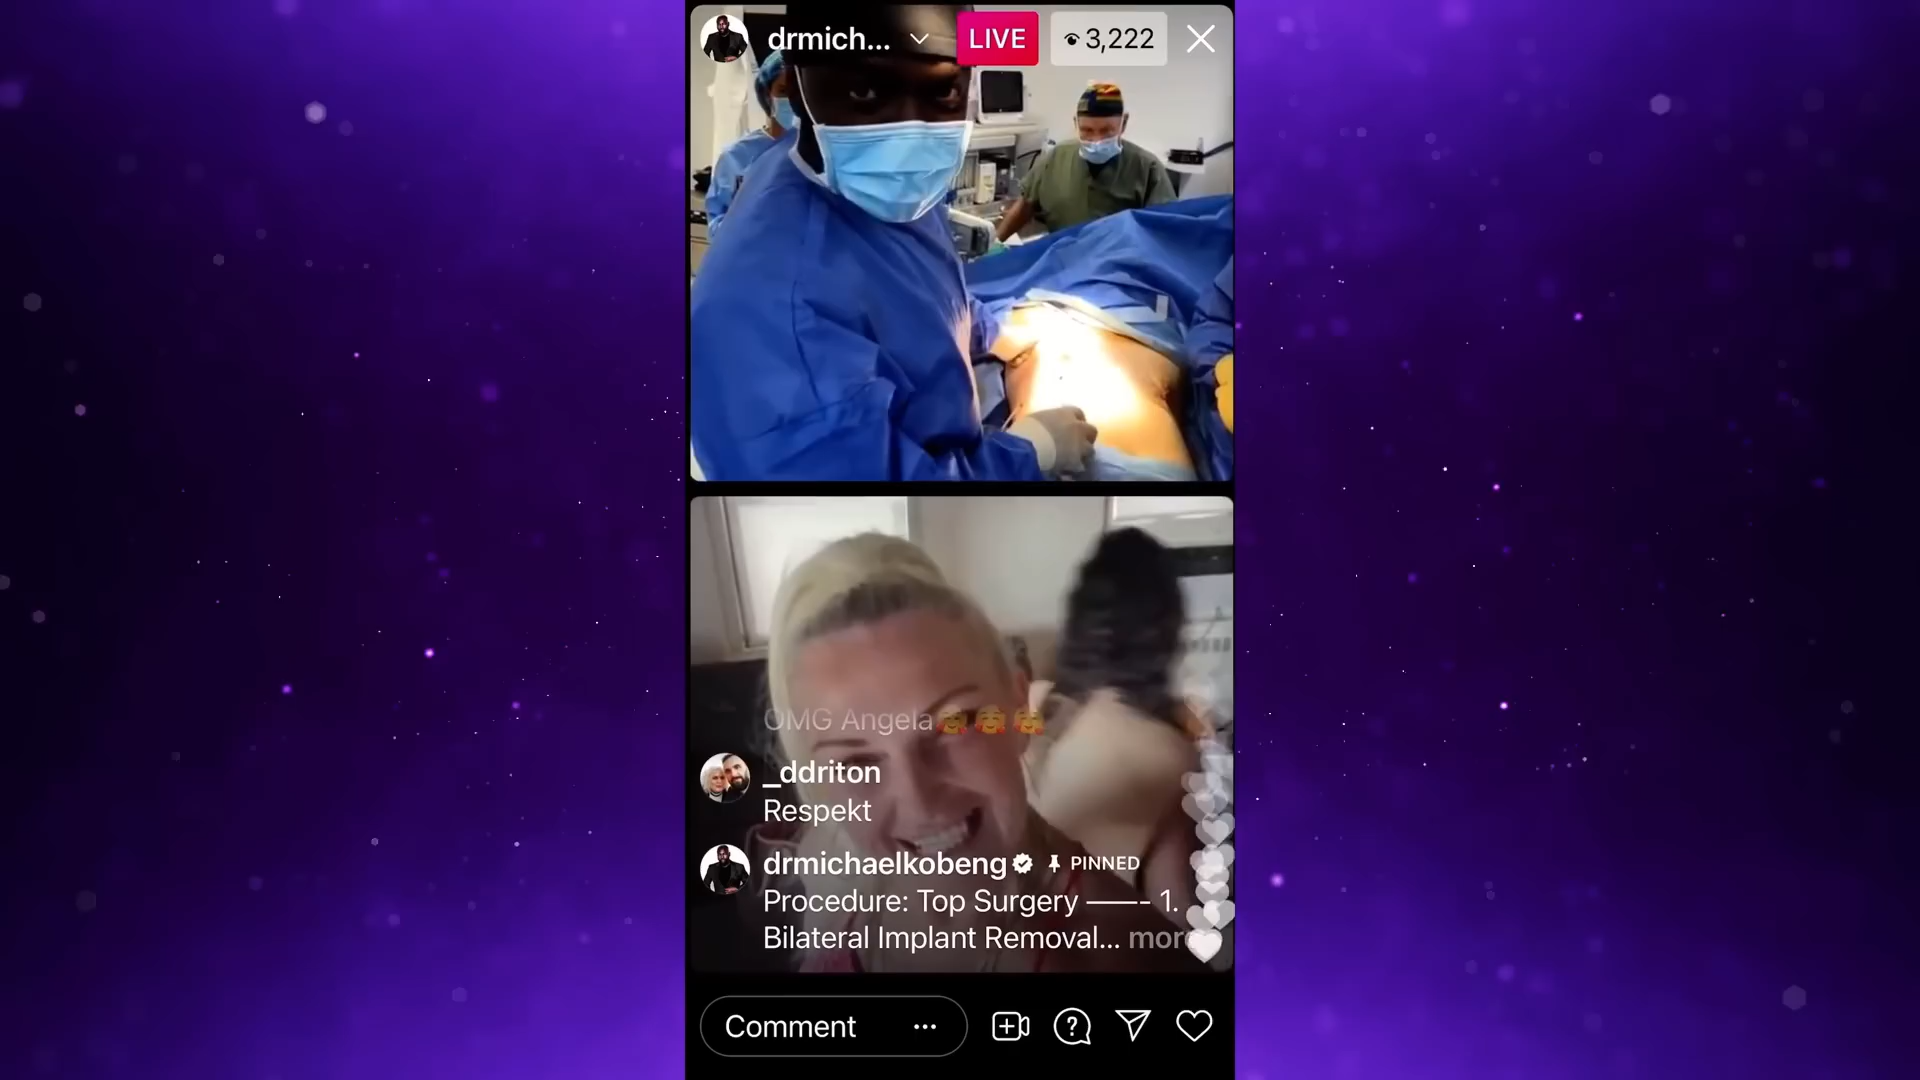 drmich...
LIVE
3,222
OMG Angela🥰🥰🥰
_ddriton
Respekt
drmichaelkobeng PINNED
Procedure: Top Surgery ——- 1.
Bilateral Implant Removal... more
Comment